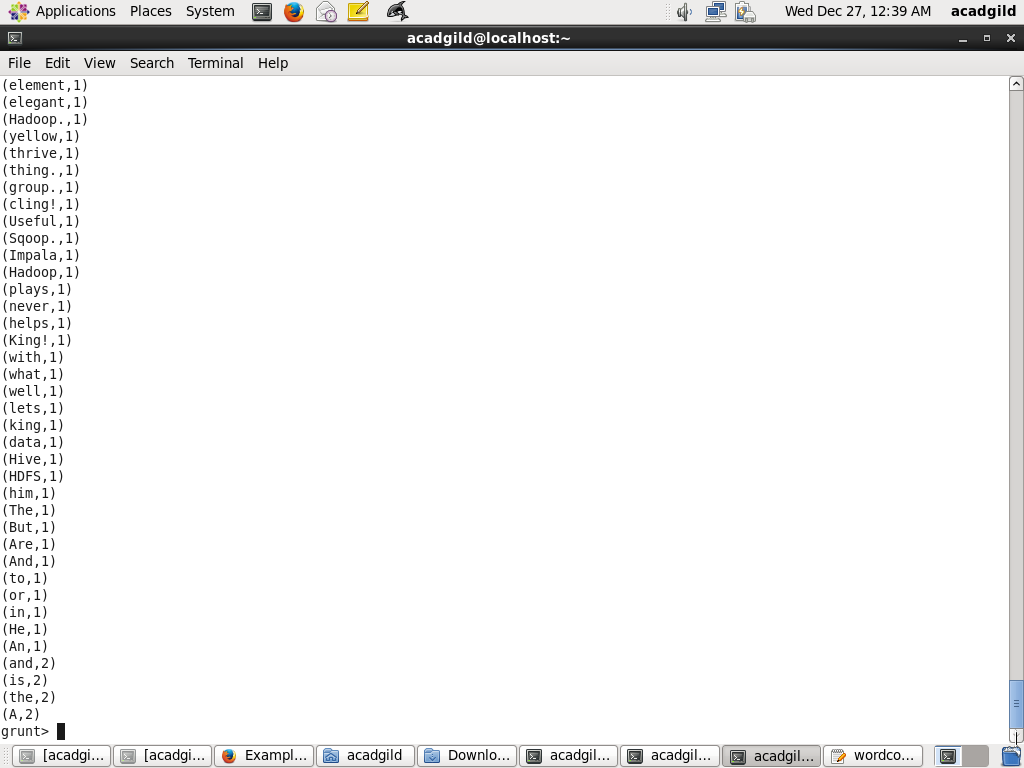 Applications Places System Wed Dec 27, 12:39 AM acadgild
acadgild@localhost:~
File Edit View Search Terminal Help
(element,1)
(elegant,1)
(Hadoop.,1)
(yellow,1)
(thrive,1)
(thing.,1)
(group.,1)
(cling!,1)
(Useful,1)
(Sqoop.,1)
(Impala,1)
(Hadoop,1)
(plays,1)
(never,1)
(helps,1)
(King!,1)
(with,1)
(what,1)
(well,1)
(lets,1)
(king,1)
(data,1)
(Hive,1)
(HDFS,1)
(him,1)
(The,1)
(But,1)
(Are,1)
(And,1)
(to,1)
(or,1)
(in,1)
(He,1)
(An,1)
(and,2)
(is,2)
(the,2)
(A,2)
grunt>
[acadgi... [acadgi... Exampl... acadgild Downlo... acadgil... acadgil... acadgil... wordco...